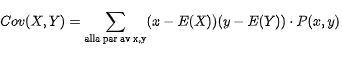 Cov(X, Y) = ∑ (x − E(X))(y − E(Y)) · P(x, y)
alla par av x,y